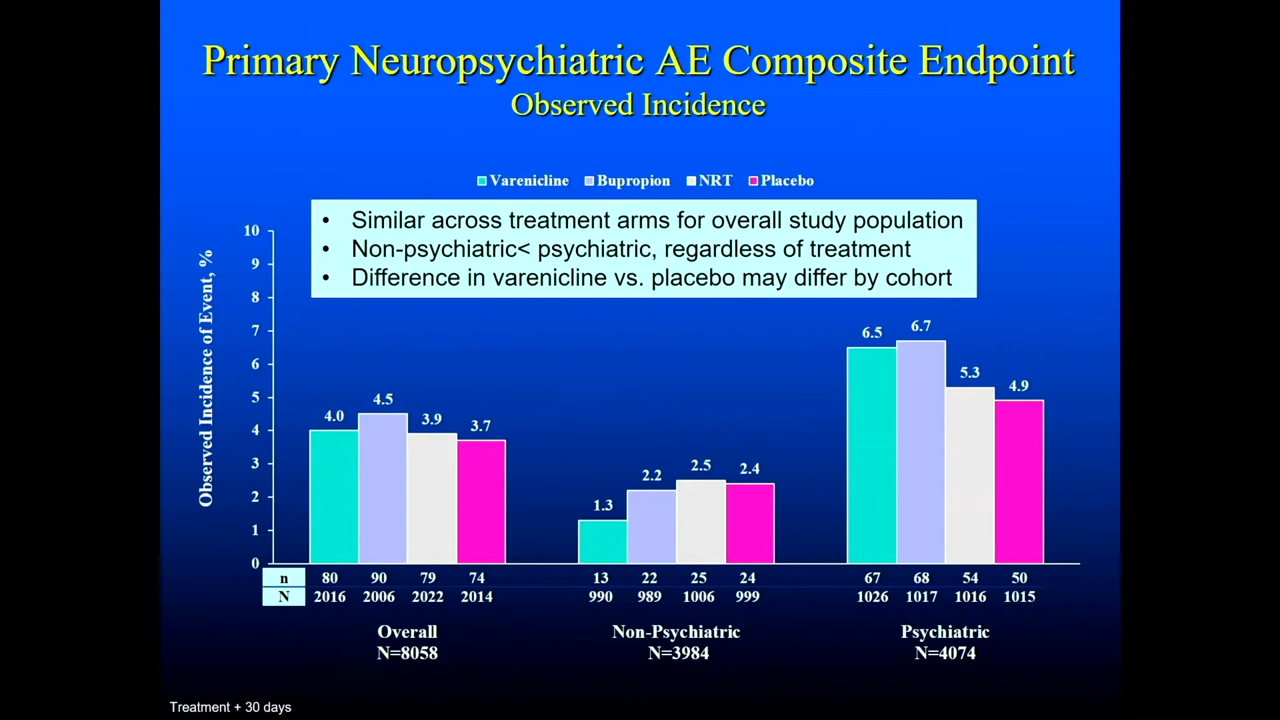 Primary Neuropsychiatric AE Composite Endpoint
Observed Incidence
Varenicline Bupropion NRT Placebo
• Similar across treatment arms for overall study population
• Non-psychiatric< psychiatric, regardless of treatment
• Difference in varenicline vs. placebo may differ by cohort
Observed Incidence of Event, %
10
9
8
7
6
5
4
3
2
1
0
4.0 4.5 3.9 3.7
1.3 2.2 2.5 2.4
6.5 6.7 5.3 4.9
n 80 90 79 74 13 22 25 24 67 68 54 50
N 2016 2006 2022 2014 990 989 1006 999 1026 1017 1016 1015
Overall Non-Psychiatric Psychiatric
N=8058 N=3984 N=4074
Treatment + 30 days